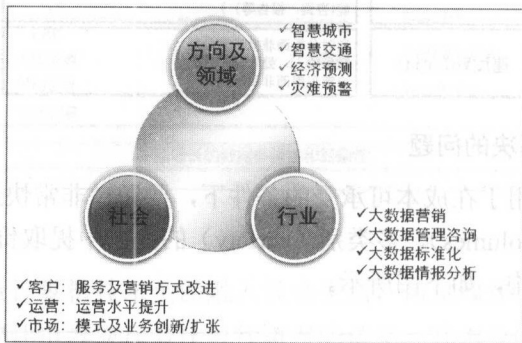 方向及
领域
✓智慧城市
✓智慧交通
✓经济预测
✓灾难预警
社会
行业
✓大数据营销
✓大数据管理咨询
✓大数据标准化
✓大数据情报分析
✓客户：服务及营销方式改进
✓运营：运营水平提升
✓市场：模式及业务创新/扩张